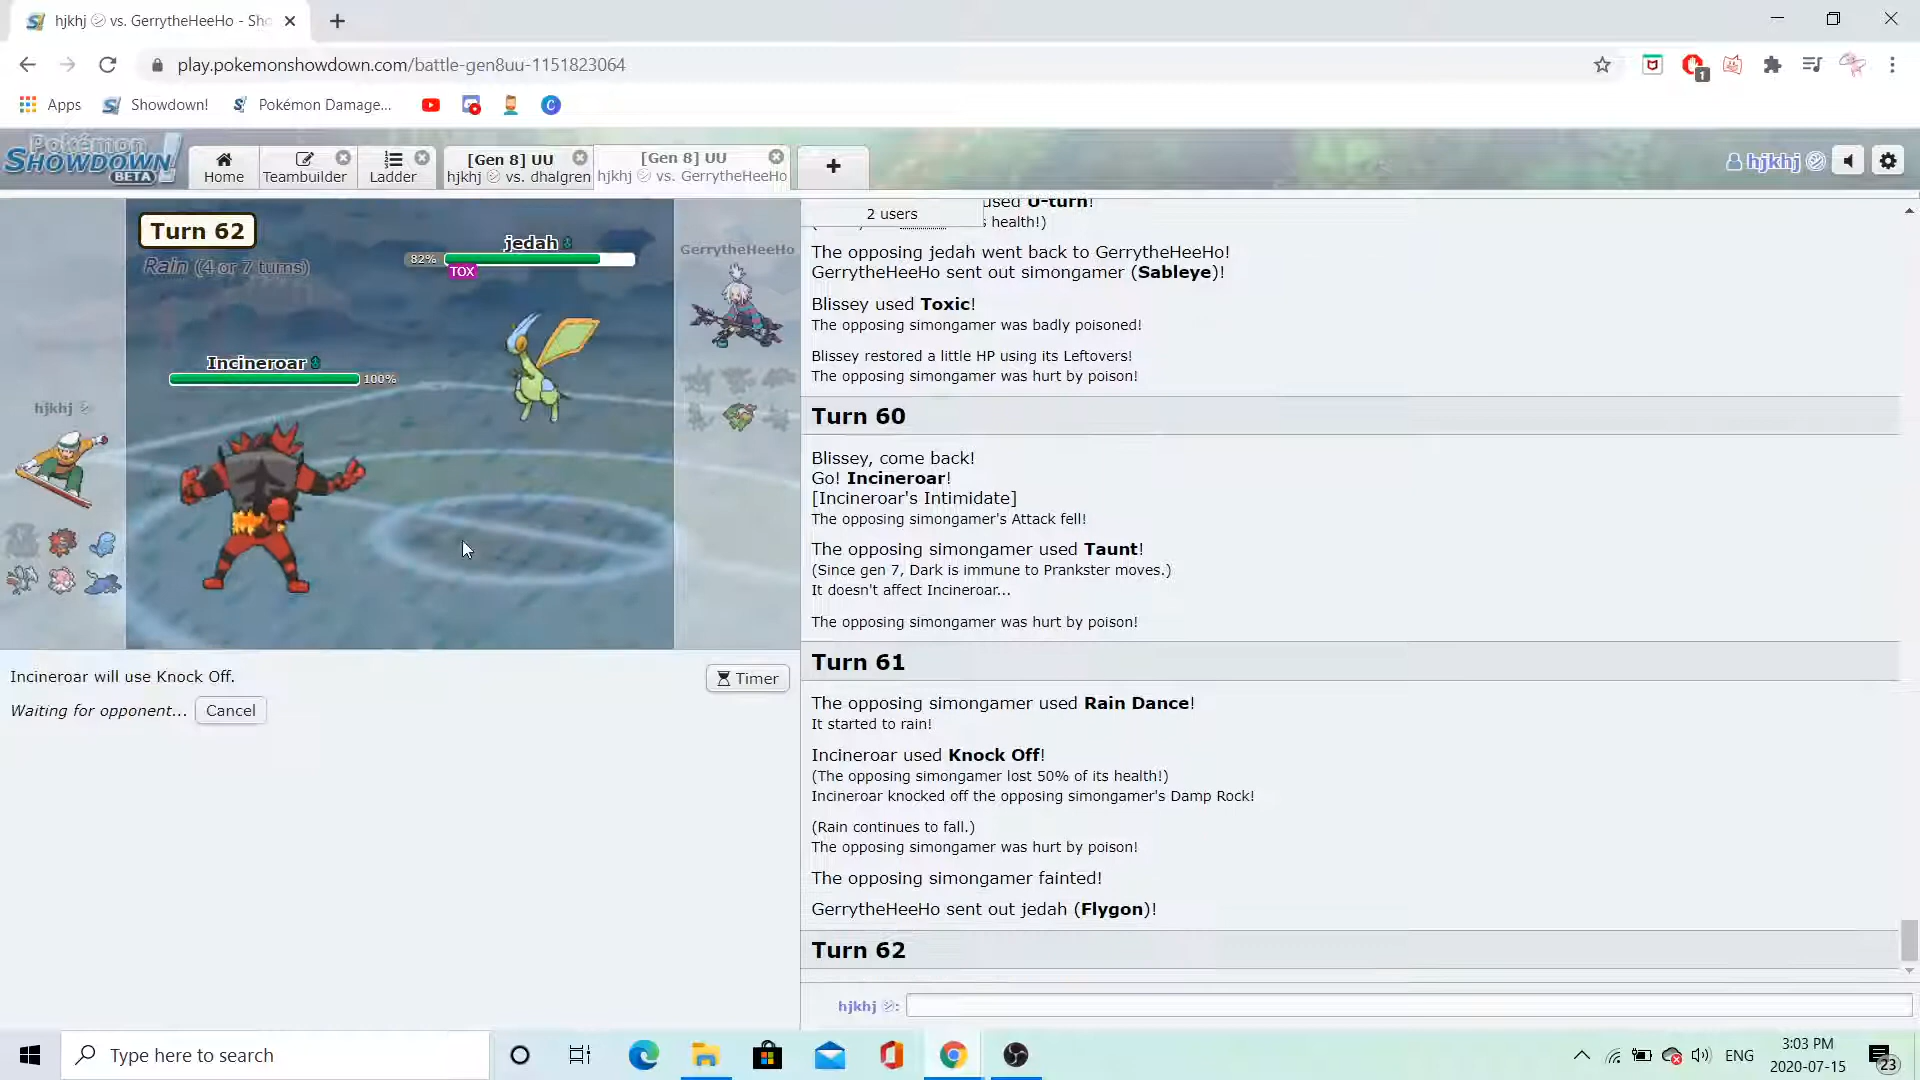 hjkhj vs. GerrytheHeeHo - Sho
play.pokemonshowdown.com/battle-gen8uu-1151823064
1
Apps
Showdown!
Pokémon Damage...
Pokémon
SHOWDOWN!
BETA
Home
Teambuilder
Ladder
[Gen 8] UU
hjkhj vs. dhalgren
[Gen 8] UU
hjkhj vs. GerrytheHeeHo
+
hjkhj
Turn 62
Rain (4 or 7 turns)
jedah
82%
TOX
Incineroar
100%
GerrytheHeeHo
hjkhj
Incineroar will use Knock Off.
Timer
Waiting for opponent...
Cancel
2 users
used U-turn!
s health!)
The opposing jedah went back to GerrytheHeeHo!
GerrytheHeeHo sent out simongamer (Sableye)!
Blissey used Toxic!
The opposing simongamer was badly poisoned!
Blissey restored a little HP using its Leftovers!
The opposing simongamer was hurt by poison!
Turn 60
Blissey, come back!
Go! Incineroar!
[Incineroar's Intimidate]
The opposing simongamer's Attack fell!
The opposing simongamer used Taunt!
(Since gen 7, Dark is immune to Prankster moves.)
It doesn't affect Incineroar...
The opposing simongamer was hurt by poison!
Turn 61
The opposing simongamer used Rain Dance!
It started to rain!
Incineroar used Knock Off!
(The opposing simongamer lost 50% of its health!)
Incineroar knocked off the opposing simongamer's Damp Rock!
(Rain continues to fall.)
The opposing simongamer was hurt by poison!
The opposing simongamer fainted!
GerrytheHeeHo sent out jedah (Flygon)!
Turn 62
hjkhj :
Type here to search
ENG
3:03 PM
2020-07-15
23